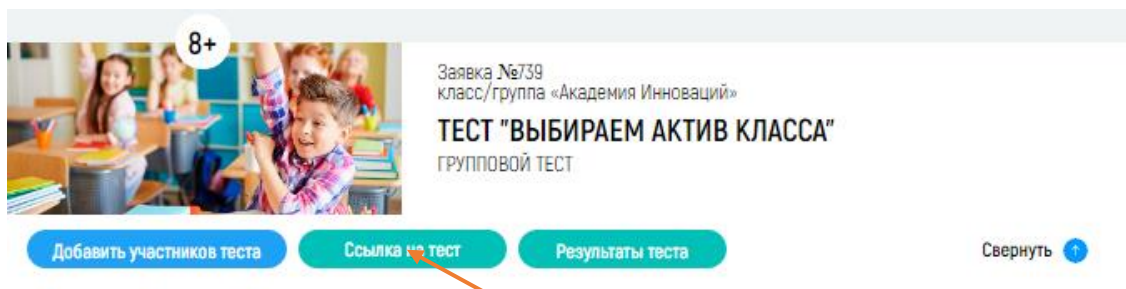 8+
Заявка №739
класс/группа «Академия Инноваций»
ТЕСТ "ВЫБИРАЕМ АКТИВ КЛАССА"
ГРУППОВОЙ ТЕСТ
Добавить участников теста
Ссылка на тест
Результаты теста
Свернуть